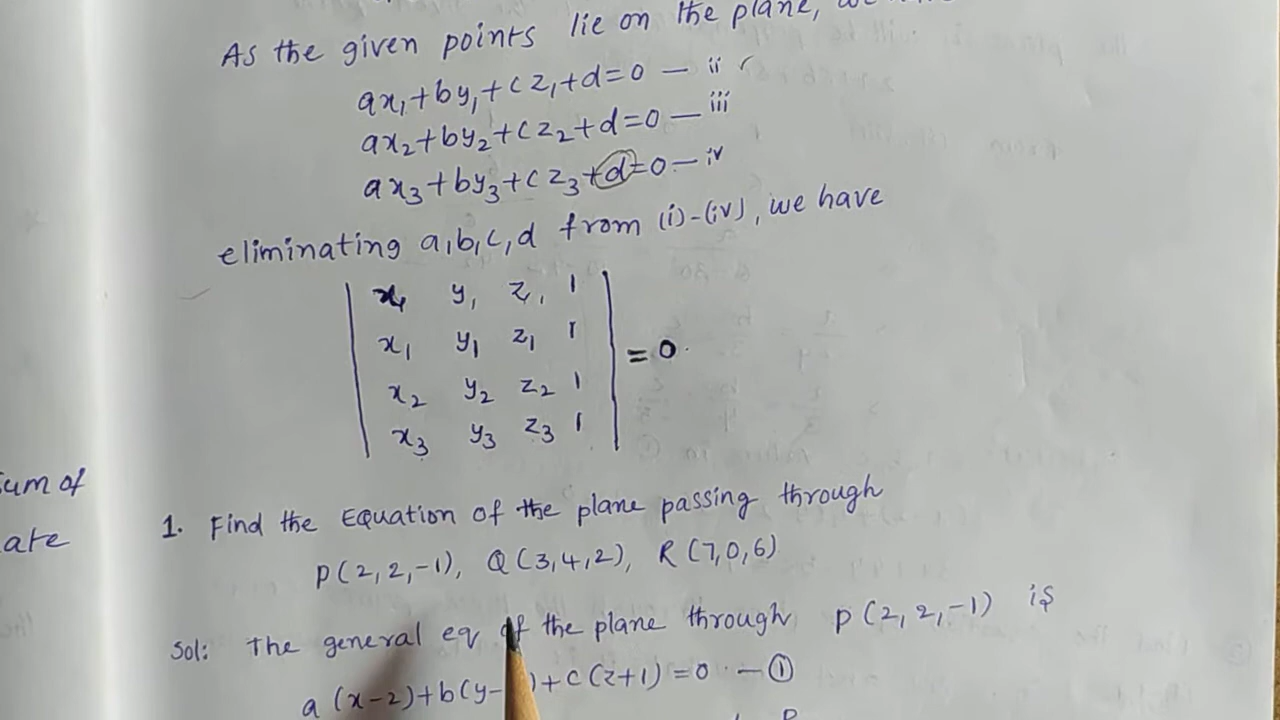 As the given points lie on the plane,
ax₁+by₁+cz₁+d=0 — ii
ax₂+by₂+cz₂+d=0 — iii
ax₃+by₃+cz₃+d=0 — iv
eliminating a,b,c,d from (i)-(iv), we have
x y z 1
x₁ y₁ z₁ 1
x₂ y₂ z₂ 1 = 0.
x₃ y₃ z₃ 1
sum of
ate
1. Find the Equation of the plane passing through
P(2,2,-1), Q(3,4,2), R(7,0,6)
Sol: The general eq of the plane through P(2,2,-1) is
a(x-2)+b(y- )+c(z+1)=0 — ①